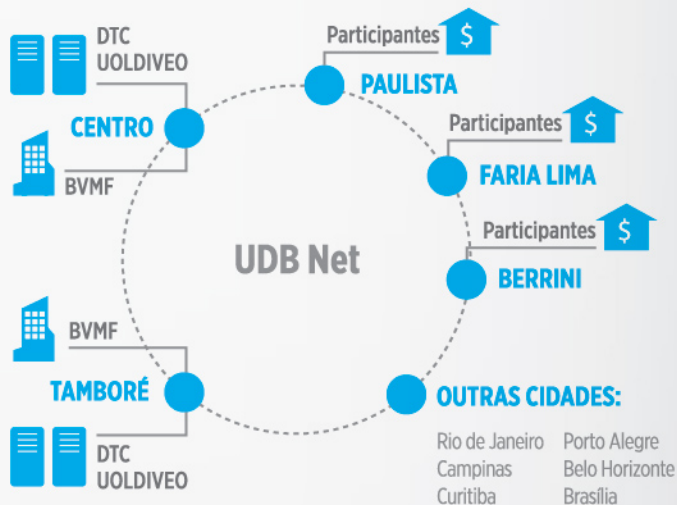 DTC
UOLDIVEO
CENTRO
BVMF
Participantes $
PAULISTA
Participantes $
FARIA LIMA
Participantes $
BERRINI
UDB Net
BVMF
TAMBORÉ
DTC
UOLDIVEO
OUTRAS CIDADES:
Rio de Janeiro Porto Alegre
Campinas Belo Horizonte
Curitiba Brasília